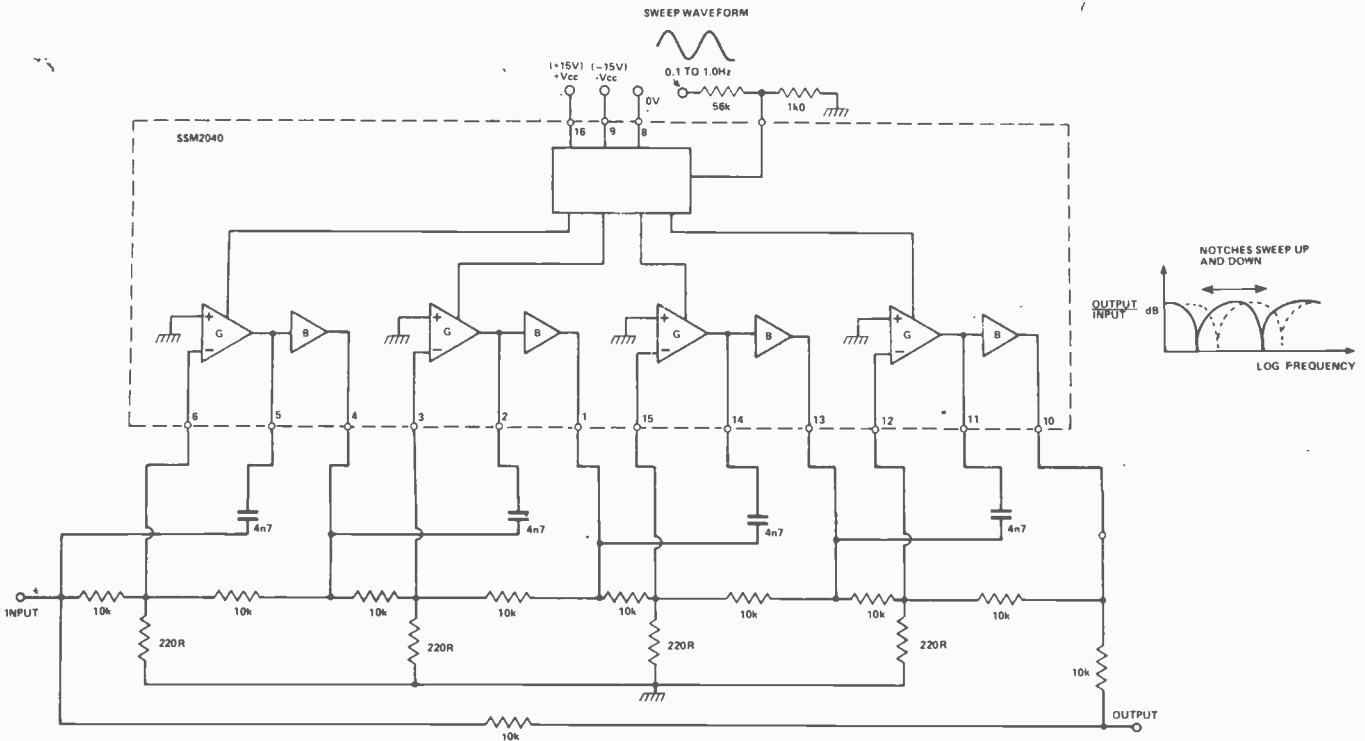 SWEEP WAVEFORM
0.1 TO 1.0Hz
(+15V)
+Vcc
(-15V)
-Vcc
0V
56k
1k0
SSM2040
16
9
8
+
G
−
B
+
G
−
B
+
G
−
B
+
G
−
B
6
5
4
3
2
1
15
14
13
12
11
10
4n7
4n7
4n7
4n7
INPUT
10k
10k
10k
10k
10k
10k
10k
10k
220R
220R
220R
220R
10k
10k
OUTPUT
NOTCHES SWEEP UP
AND DOWN
OUTPUT
INPUT
dB
LOG FREQUENCY